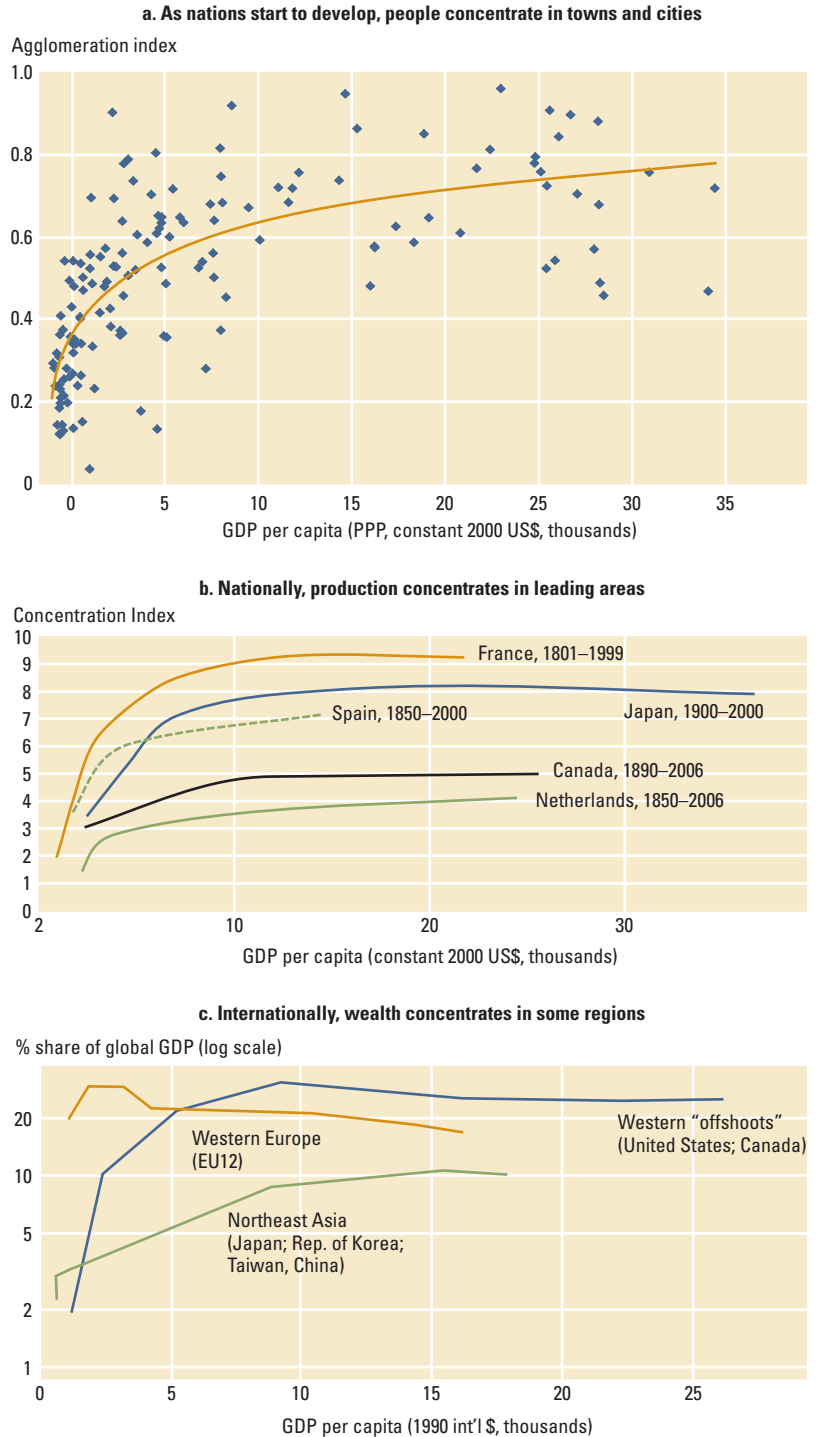 a. As nations start to develop, people concentrate in towns and cities
Agglomeration index
1.0
0.8
0.6
0.4
0.2
0
0 5 10 15 20 25 30 35
GDP per capita (PPP, constant 2000 US$, thousands)
b. Nationally, production concentrates in leading areas
Concentration Index
10
9
8
7
6
5
4
3
2
1
0
France, 1801–1999
Japan, 1900–2000
Spain, 1850–2000
Canada, 1890–2006
Netherlands, 1850–2006
2 10 20 30
GDP per capita (constant 2000 US$, thousands)
c. Internationally, wealth concentrates in some regions
% share of global GDP (log scale)
20
10
5
2
1
Western “offshoots”
(United States; Canada)
Western Europe
(EU12)
Northeast Asia
(Japan; Rep. of Korea;
Taiwan, China)
0 5 10 15 20 25
GDP per capita (1990 int’l $, thousands)